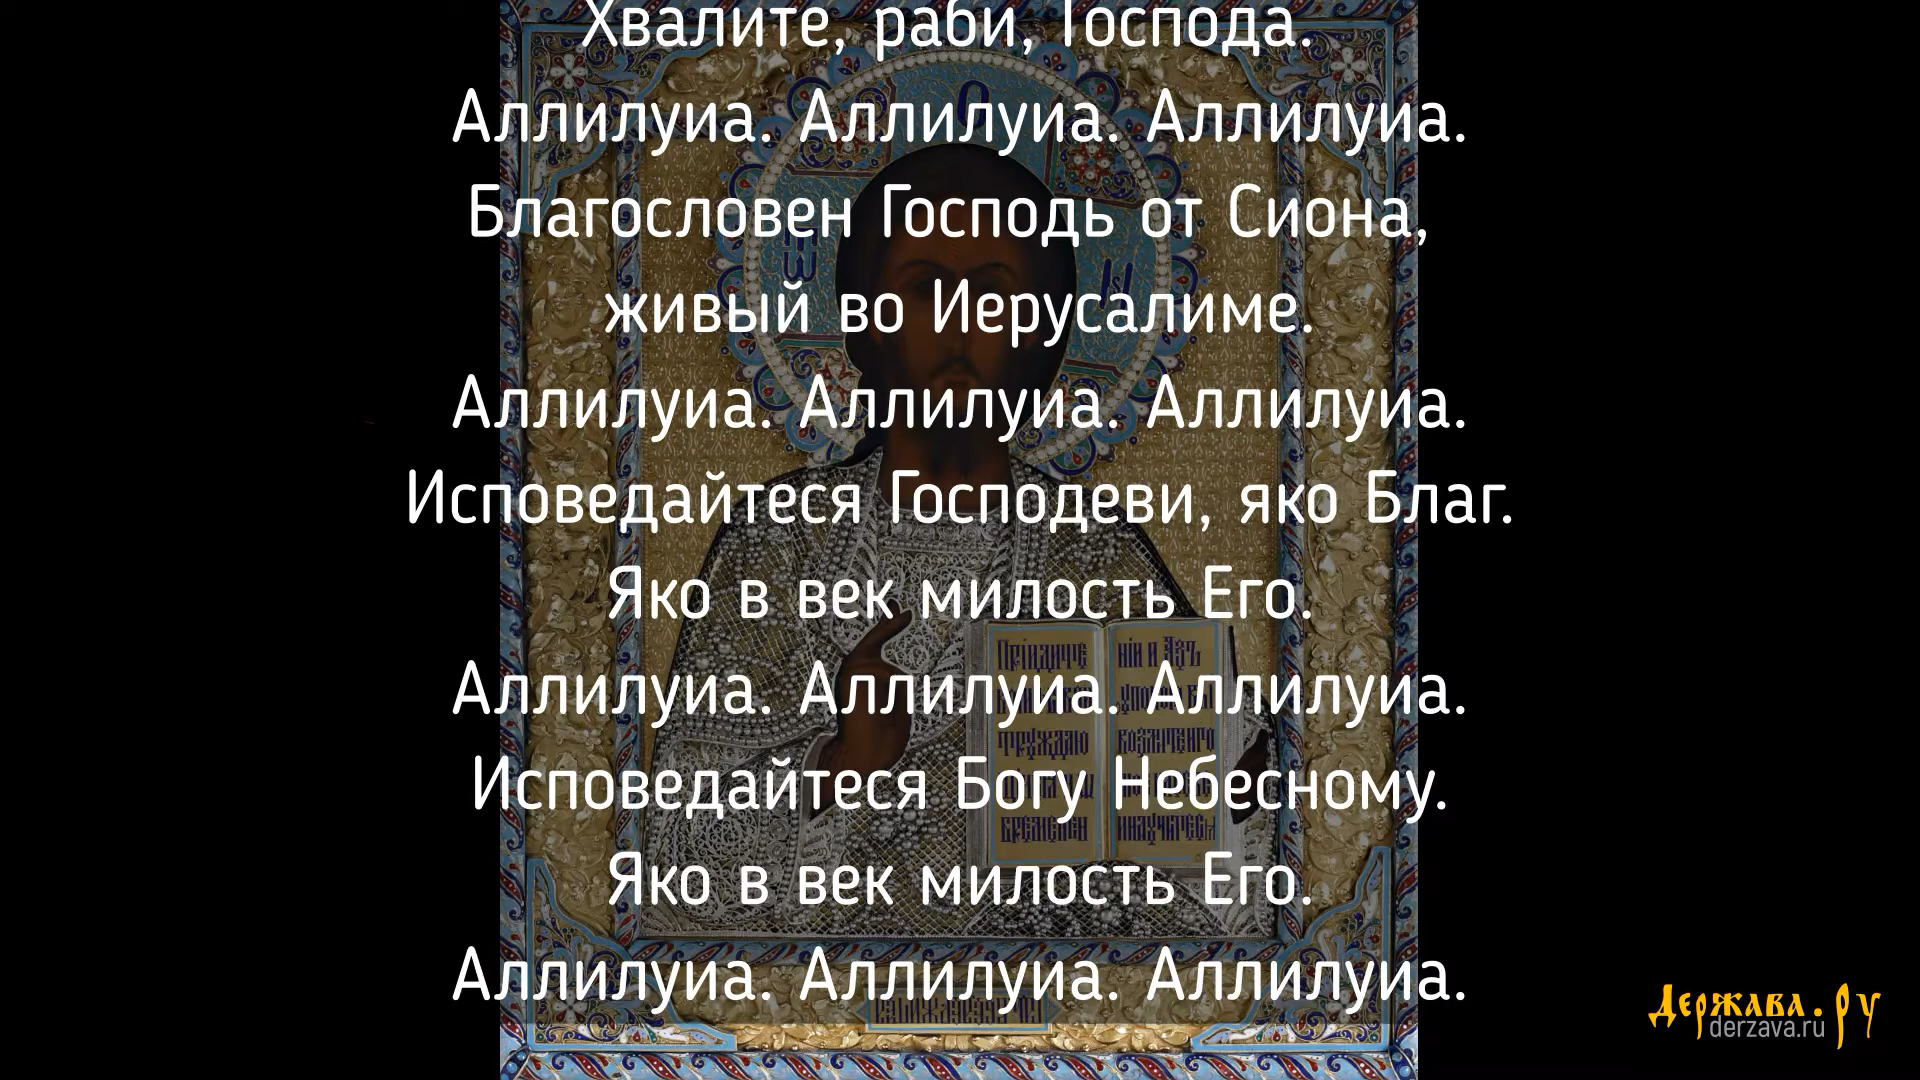 Хвалите, раби, Господа.
Аллилуиа. Аллилуиа. Аллилуиа.
Благословен Господь от Сиона,
живый во Иерусалиме.
Аллилуиа. Аллилуиа. Аллилуиа.
Исповедайтеся Господеви, яко Благ.
Яко в век милость Его.
Аллилуиа. Аллилуиа. Аллилуиа.
Исповедайтеся Богу Небесному.
Яко в век милость Его.
Аллилуиа. Аллилуиа. Аллилуиа.
Держава.ру
derzava.ru